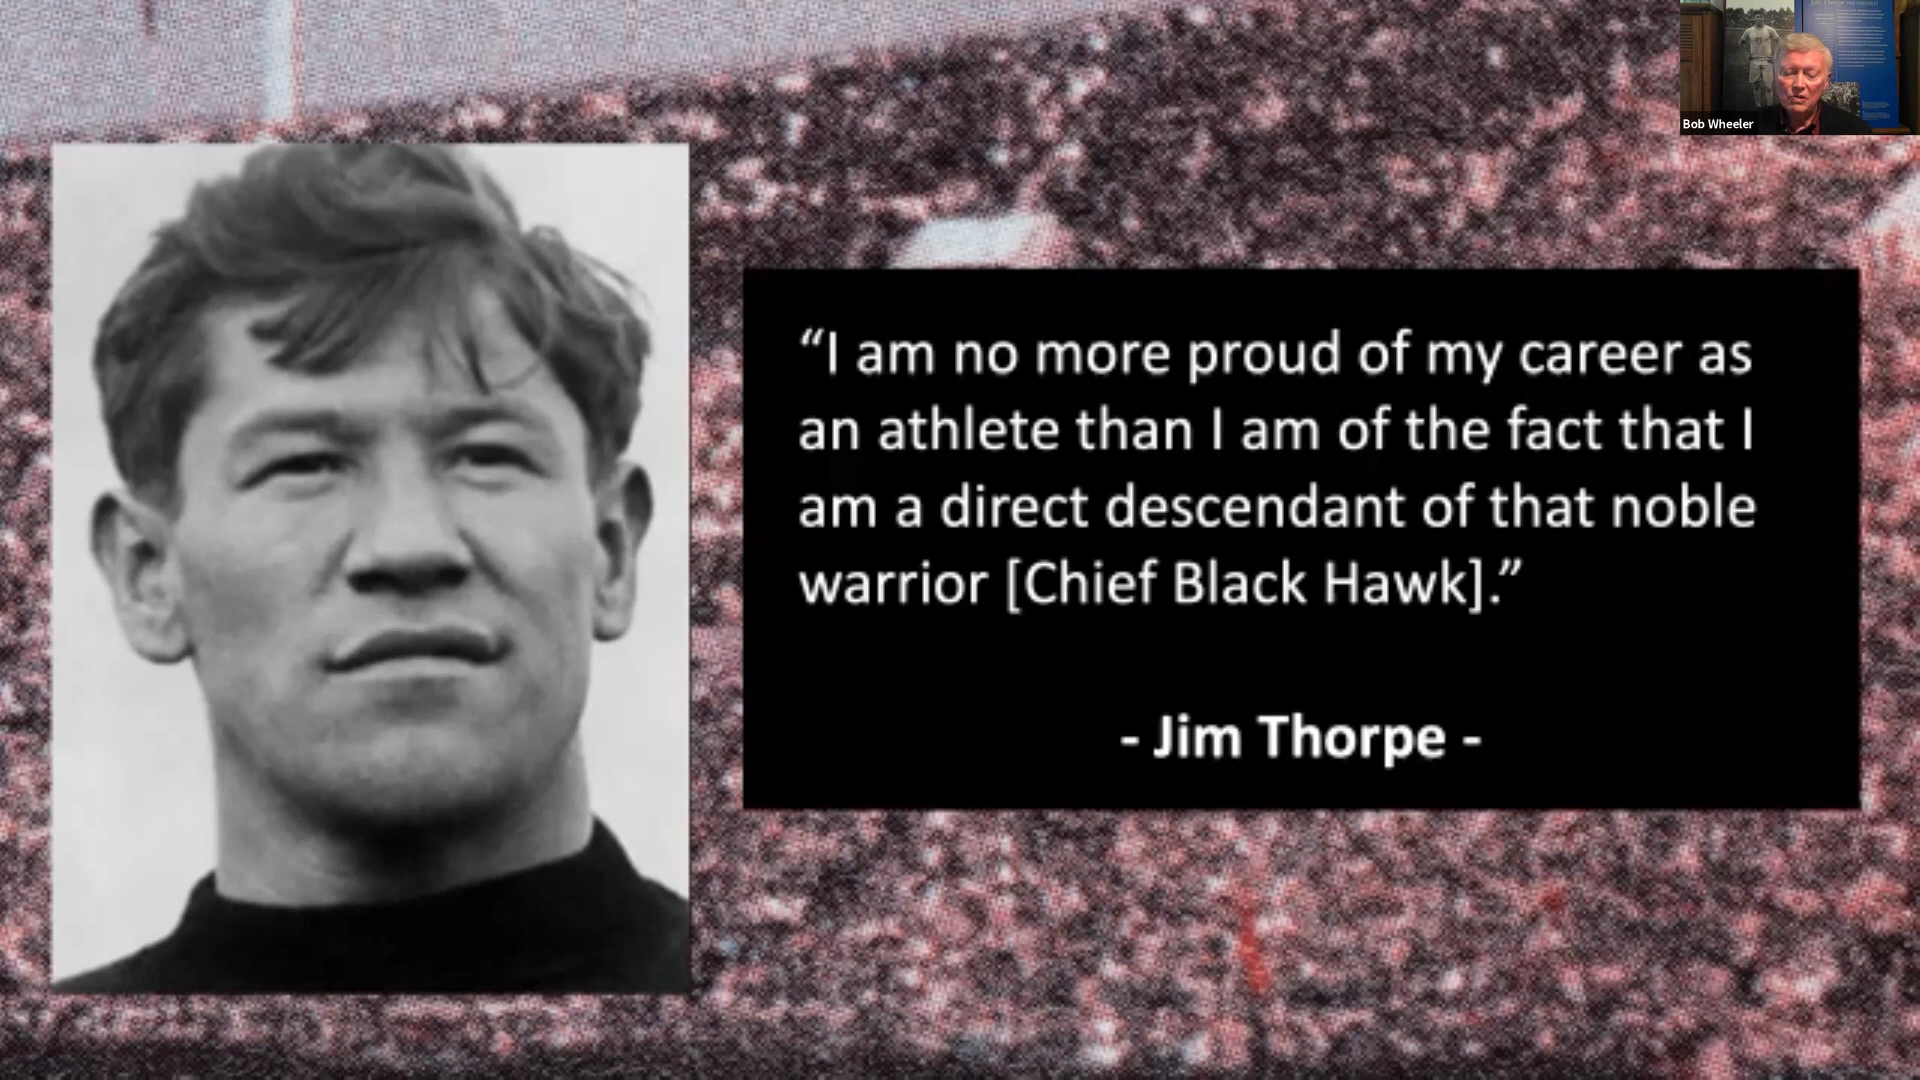 Bob Wheeler
“I am no more proud of my career as
an athlete than I am of the fact that I
am a direct descendant of that noble
warrior [Chief Black Hawk].”
- Jim Thorpe -